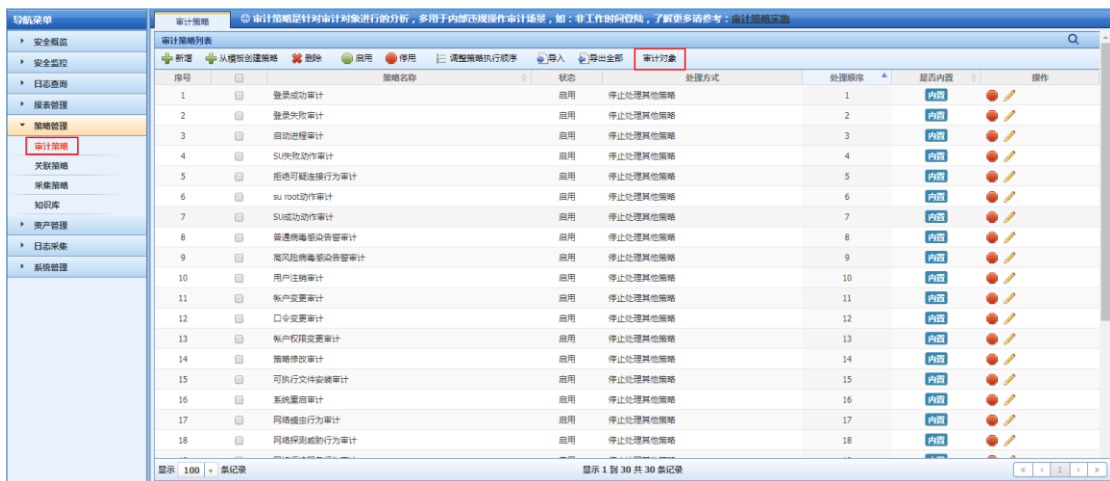 导航菜单
安全概览
安全监控
日志查询
报表管理
策略管理
审计策略
关联策略
采集策略
知识库
资产管理
日志采集
系统管理
审计策略 审计策略是针对审计对象进行的分析，多用于内部违规操作审计场景，如：非工作时间登陆，了解更多请参考：审计策略实施
审计策略列表
新增 从模板创建策略 删除 启用 停用 调整策略执行顺序 导入 导出全部 审计对象
序号 策略名称 状态 处理方式 处理顺序 是否内置 操作
1 登录成功审计 启用 停止处理其他策略 1 内置
2 登录失败审计 启用 停止处理其他策略 2 内置
3 启动进程审计 启用 停止处理其他策略 3 内置
4 SU失败动作审计 启用 停止处理其他策略 4 内置
5 拒绝可疑连接行为审计 启用 停止处理其他策略 5 内置
6 su root动作审计 启用 停止处理其他策略 6 内置
7 SU成功动作审计 启用 停止处理其他策略 7 内置
8 普通病毒感染告警审计 启用 停止处理其他策略 8 内置
9 高风险病毒感染告警审计 启用 停止处理其他策略 9 内置
10 用户注销审计 启用 停止处理其他策略 10 内置
11 帐户变更审计 启用 停止处理其他策略 11 内置
12 口令变更审计 启用 停止处理其他策略 12 内置
13 帐户权限变更审计 启用 停止处理其他策略 13 内置
14 策略修改审计 启用 停止处理其他策略 14 内置
15 可执行文件安装审计 启用 停止处理其他策略 15 内置
16 系统重启审计 启用 停止处理其他策略 16 内置
17 网络蠕虫行为审计 启用 停止处理其他策略 17 内置
18 网络探测威胁行为审计 启用 停止处理其他策略 18 内置
显示 100 条记录 显示 1 到 30 共 30 条记录 « < 1 > »